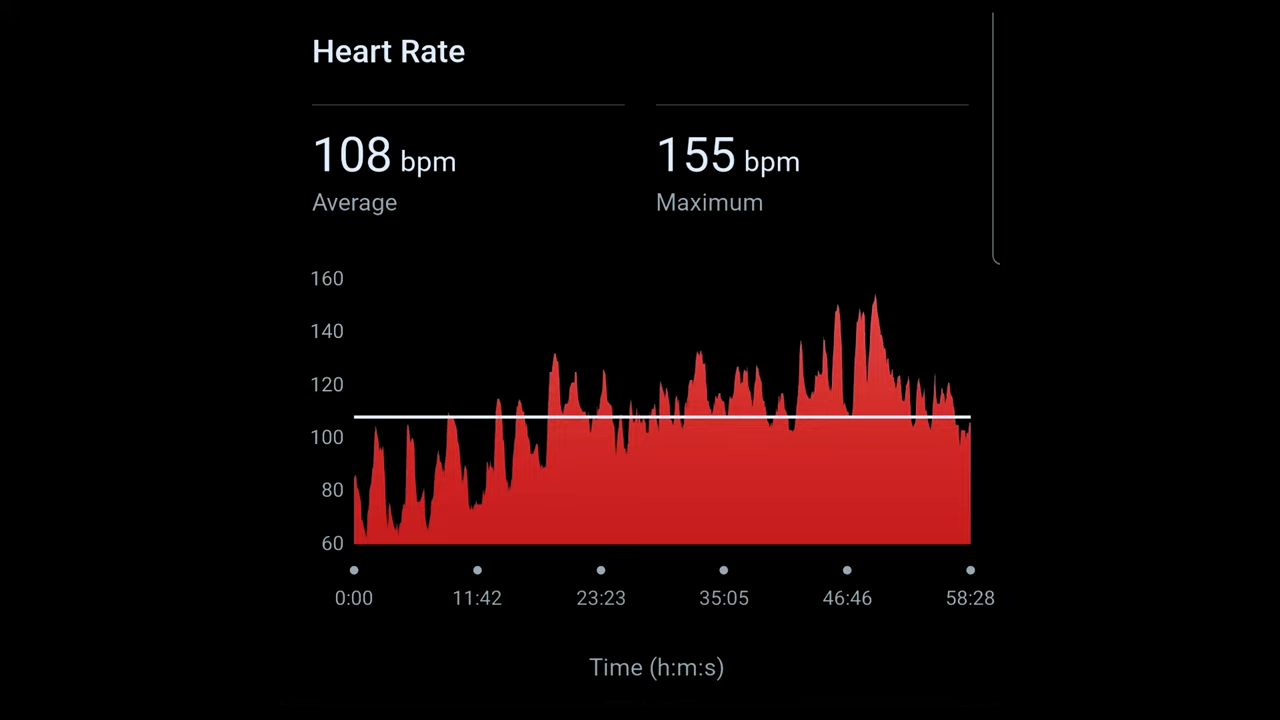 Heart Rate
108 bpm 155 bpm
Average Maximum
160
140
120
100
80
60
0:00 11:42 23:23 35:05 46:46 58:28
Time (h:m:s)